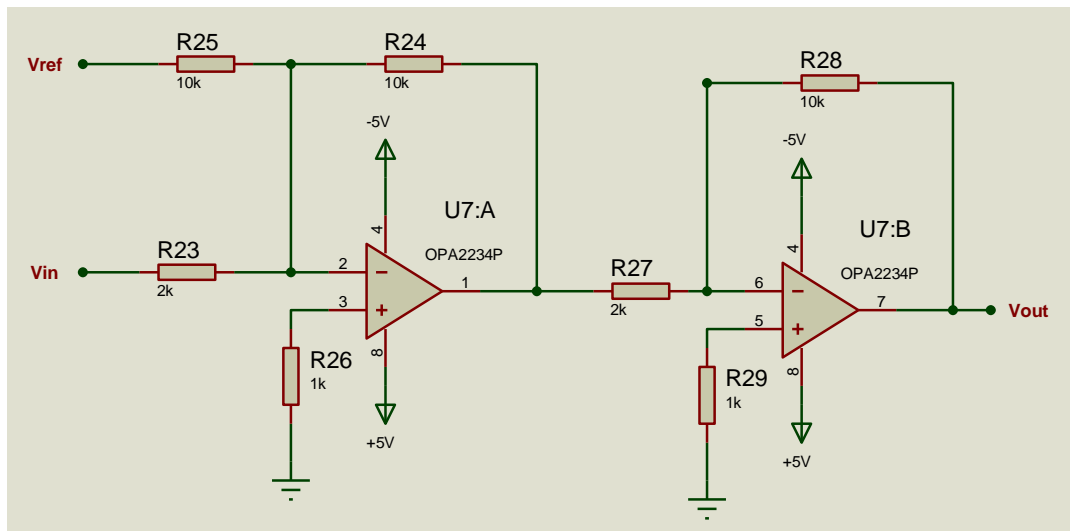 R25
R24
Vref
10k
10k
R28
10k
-5V
-5V
U7:A
4
OPA2234P
U7:B
4
OPA2234P
R23
Vin
2k
2
−
3
+
1
8
R27
2k
6
−
5
+
7
8
Vout
R26
1k
R29
1k
+5V
+5V